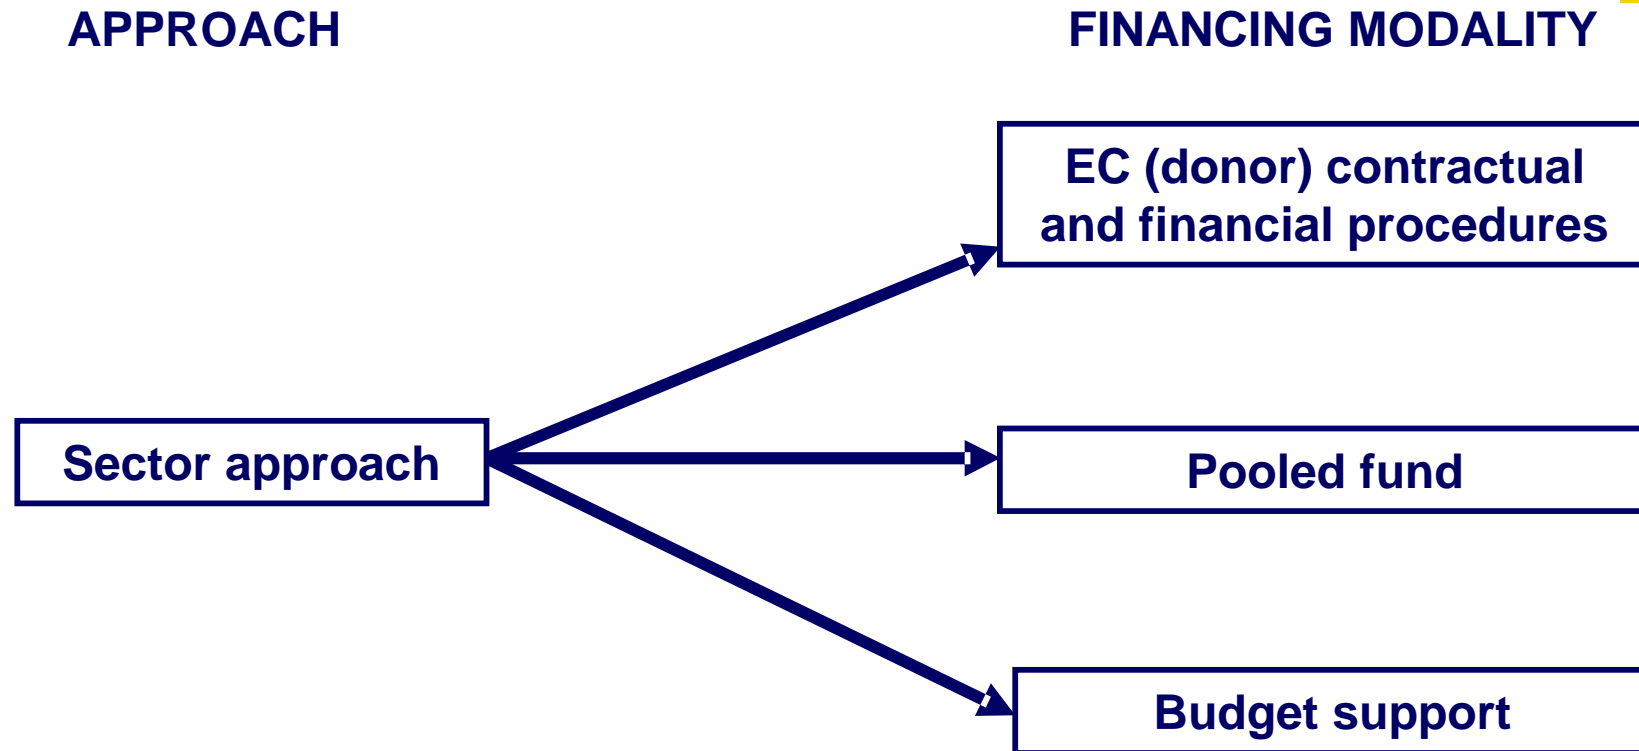 APPROACH
FINANCING MODALITY
EC (donor) contractual
and financial procedures
Sector approach
Pooled fund
Budget support